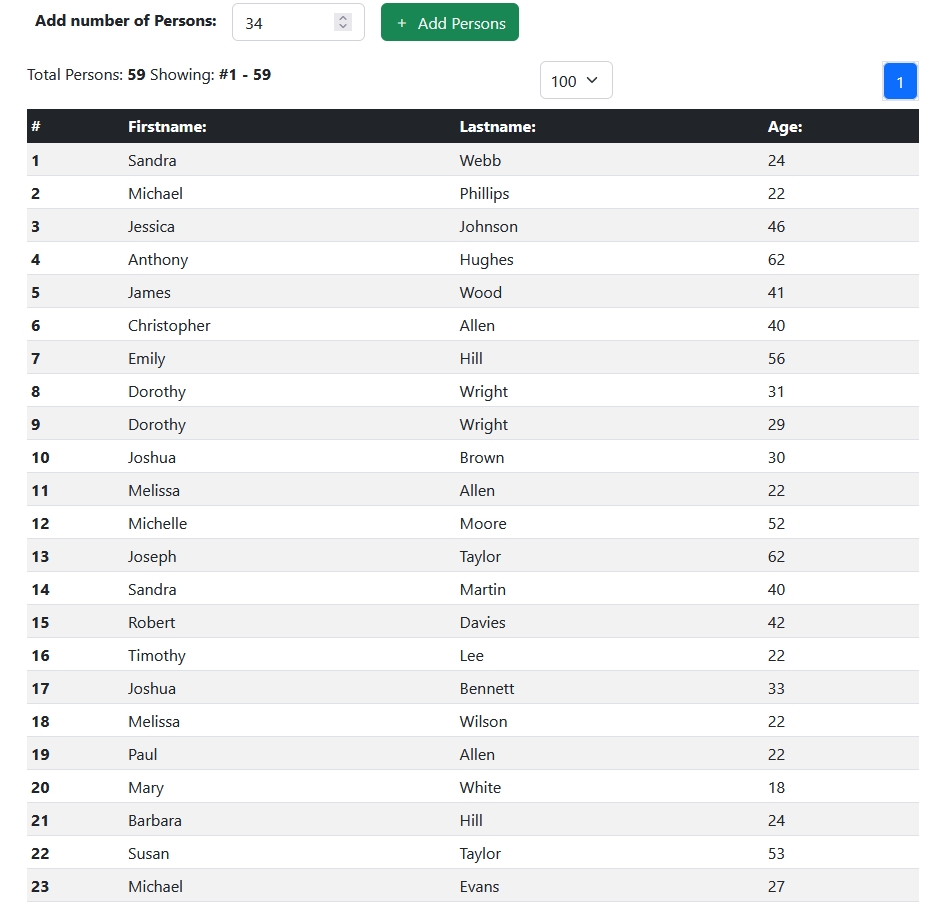 Add number of Persons: 34 + Add Persons
Total Persons: 59 Showing: #1 - 59 100 1
# Firstname: Lastname: Age:
1 Sandra Webb 24
2 Michael Phillips 22
3 Jessica Johnson 46
4 Anthony Hughes 62
5 James Wood 41
6 Christopher Allen 40
7 Emily Hill 56
8 Dorothy Wright 31
9 Dorothy Wright 29
10 Joshua Brown 30
11 Melissa Allen 22
12 Michelle Moore 52
13 Joseph Taylor 62
14 Sandra Martin 40
15 Robert Davies 42
16 Timothy Lee 22
17 Joshua Bennett 33
18 Melissa Wilson 22
19 Paul Allen 22
20 Mary White 18
21 Barbara Hill 24
22 Susan Taylor 53
23 Michael Evans 27